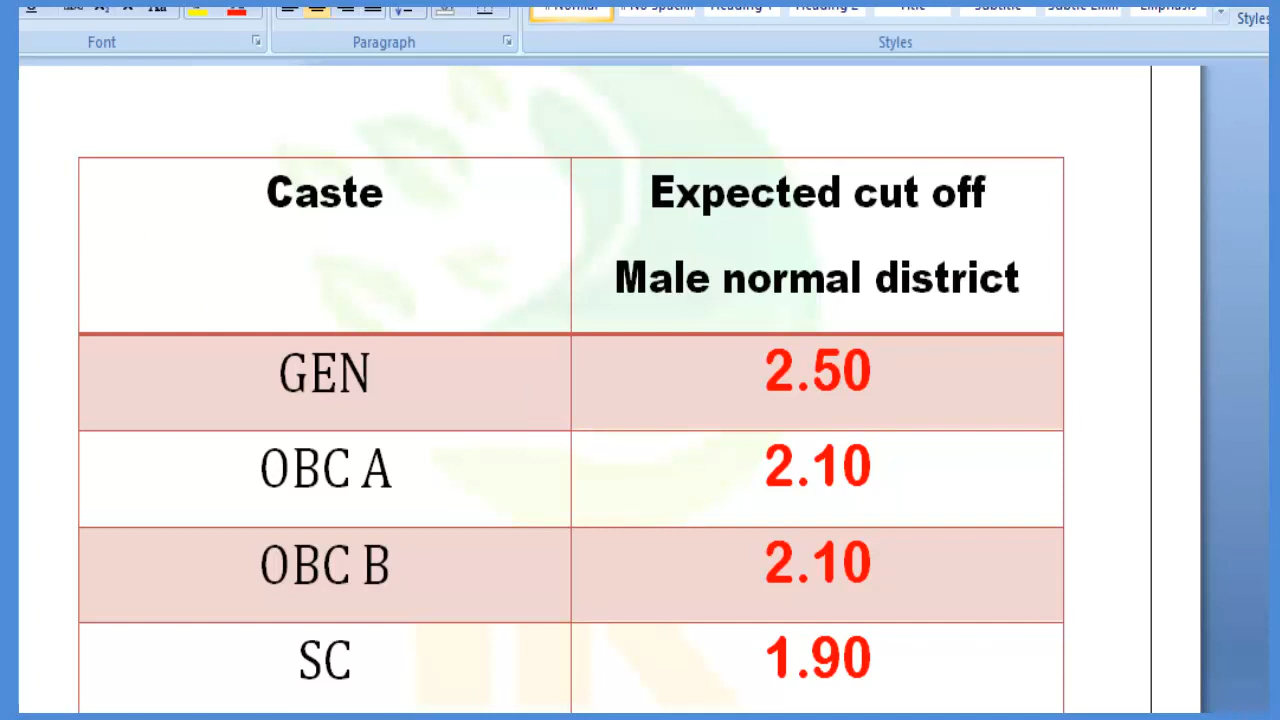 Font
Paragraph
Styles
Styles
Caste
Expected cut off
Male normal district
GEN
2.50
OBC A
2.10
OBC B
2.10
SC
1.90